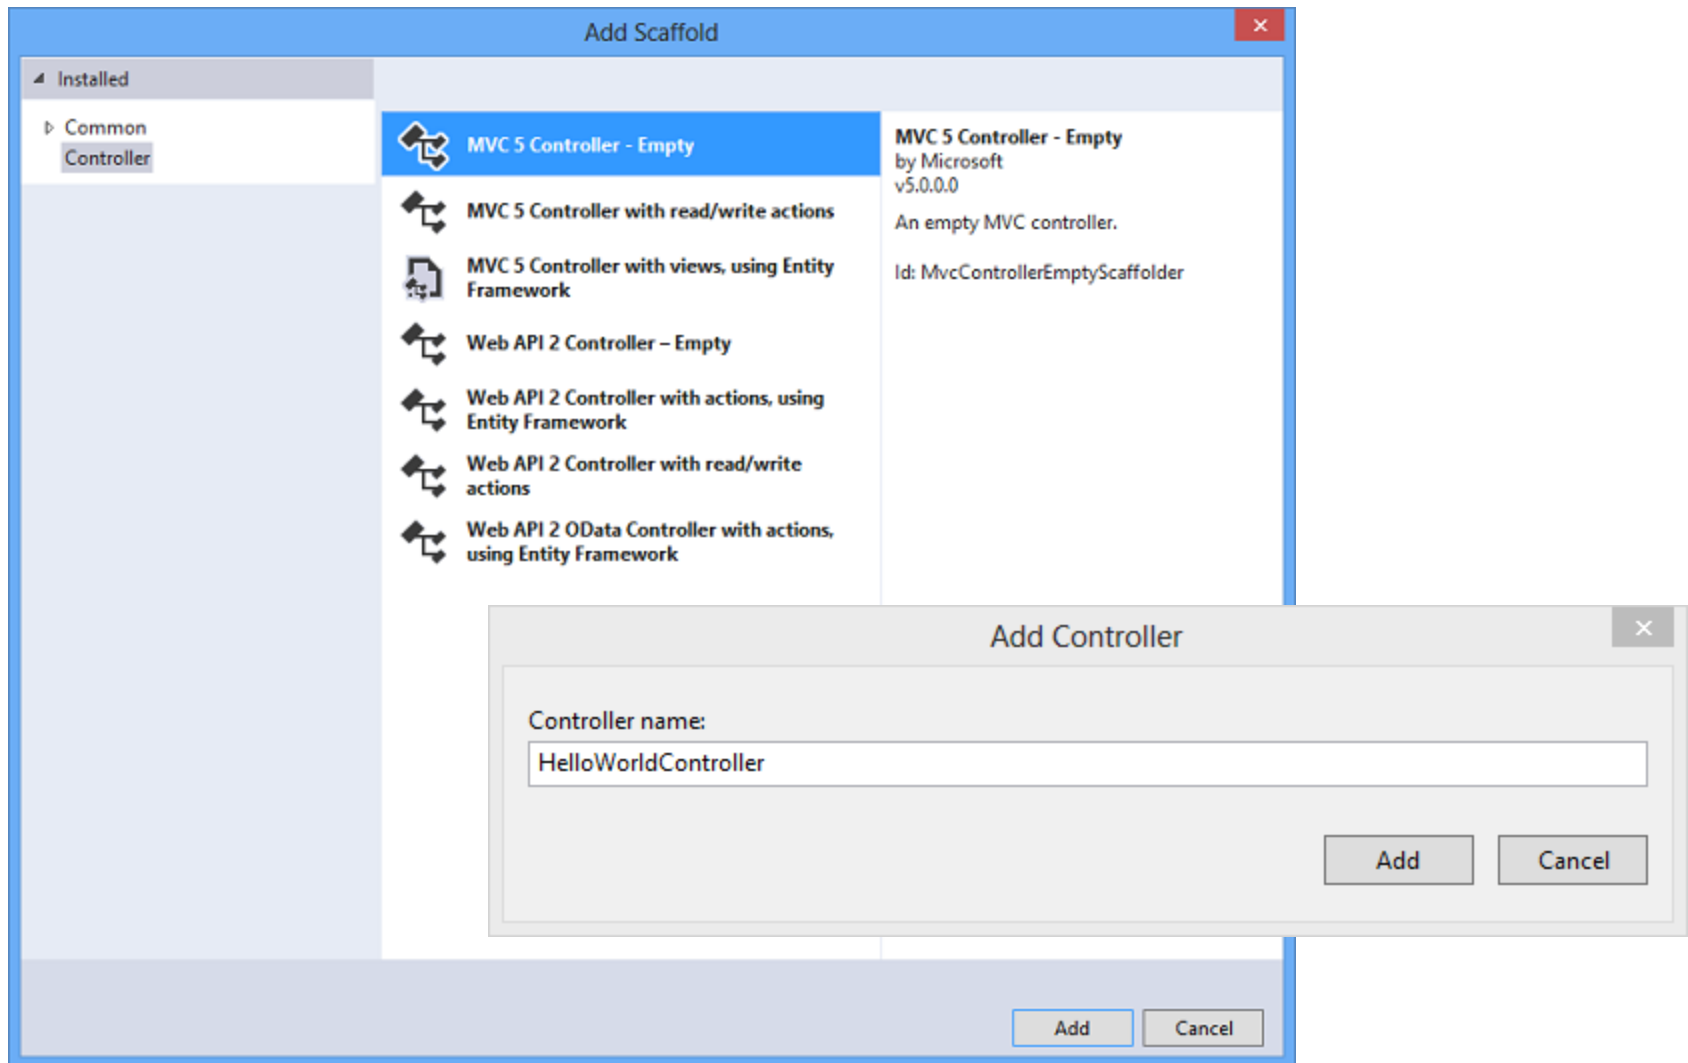 Add Scaffold
Installed
Common
Controller
MVC 5 Controller - Empty
MVC 5 Controller with read/write actions
MVC 5 Controller with views, using Entity
Framework
Web API 2 Controller – Empty
Web API 2 Controller with actions, using
Entity Framework
Web API 2 Controller with read/write
actions
Web API 2 OData Controller with actions,
using Entity Framework
MVC 5 Controller - Empty
by Microsoft
v5.0.0.0
An empty MVC controller.
Id: MvcControllerEmptyScaffolder
Add Controller
Controller name:
HelloWorldController
Add
Cancel
Add
Cancel